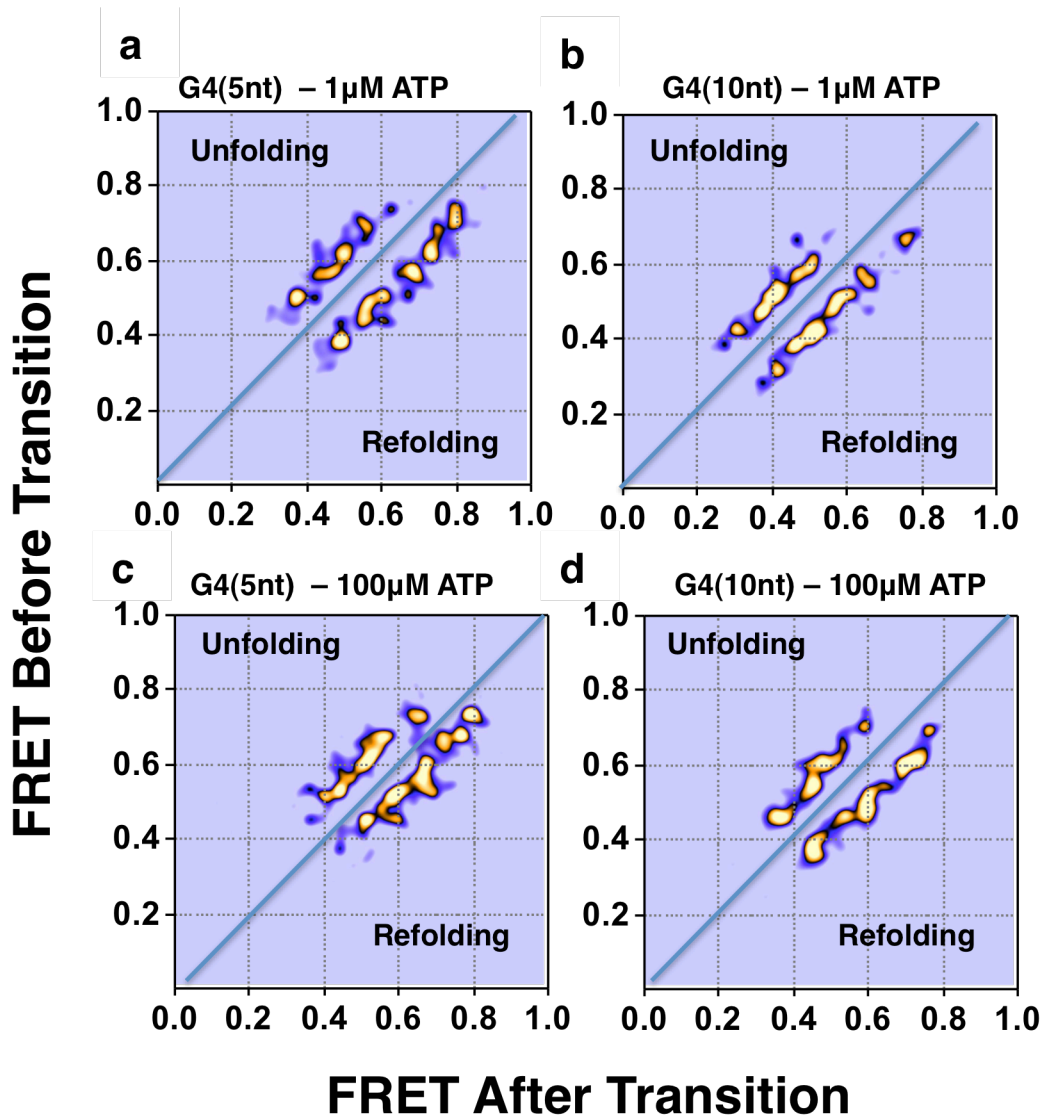 a
b
G4(5nt) – 1µM ATP
G4(10nt) – 1µM ATP
1.0
Unfolding
0.8
0.6
0.4
0.2
Refolding
0.0 0.2 0.4 0.6 0.8 1.0
1.0
Unfolding
0.8
0.6
0.4
0.2
Refolding
0.0 0.2 0.4 0.6 0.8 1.0
c
d
G4(5nt) – 100µM ATP
G4(10nt) – 100µM ATP
1.0
Unfolding
0.8
0.6
0.4
0.2
Refolding
0.0 0.2 0.4 0.6 0.8 1.0
1.0
Unfolding
0.8
0.6
0.4
0.2
Refolding
0.0 0.2 0.4 0.6 0.8 1.0
FRET Before Transition
FRET After Transition